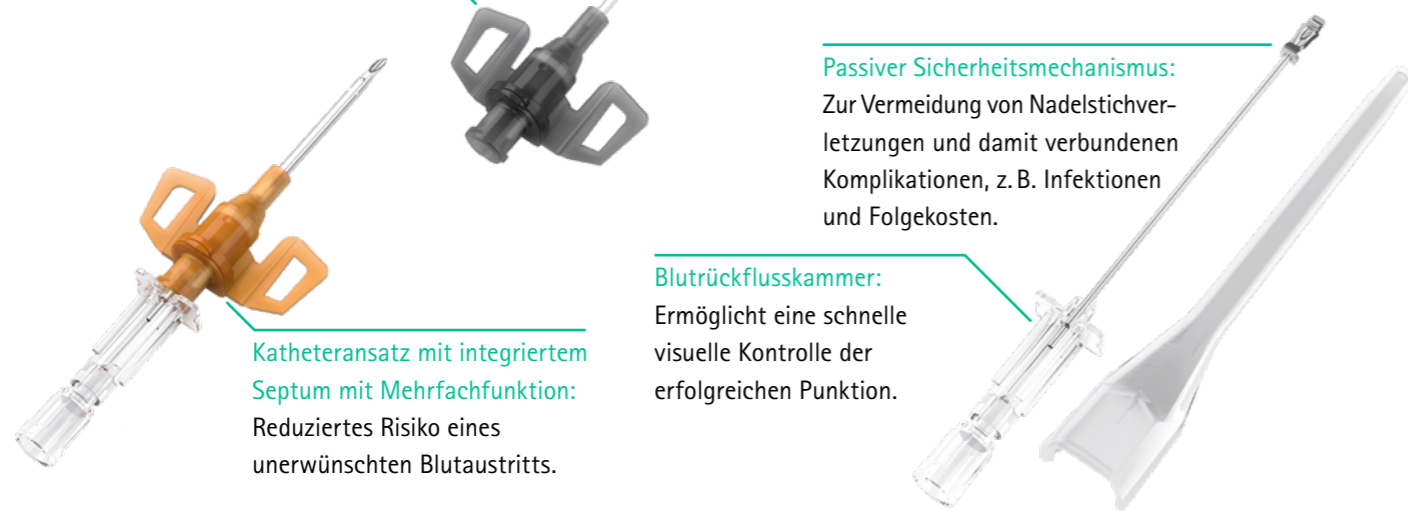 Passiver Sicherheitsmechanismus:
Zur Vermeidung von Nadelstichver-
letzungen und damit verbundenen
Komplikationen, z. B. Infektionen
und Folgekosten.
Blutrückflusskammer:
Ermöglicht eine schnelle
visuelle Kontrolle der
erfolgreichen Punktion.
Katheteransatz mit integriertem
Septum mit Mehrfachfunktion:
Reduziertes Risiko eines
unerwünschten Blutaustritts.